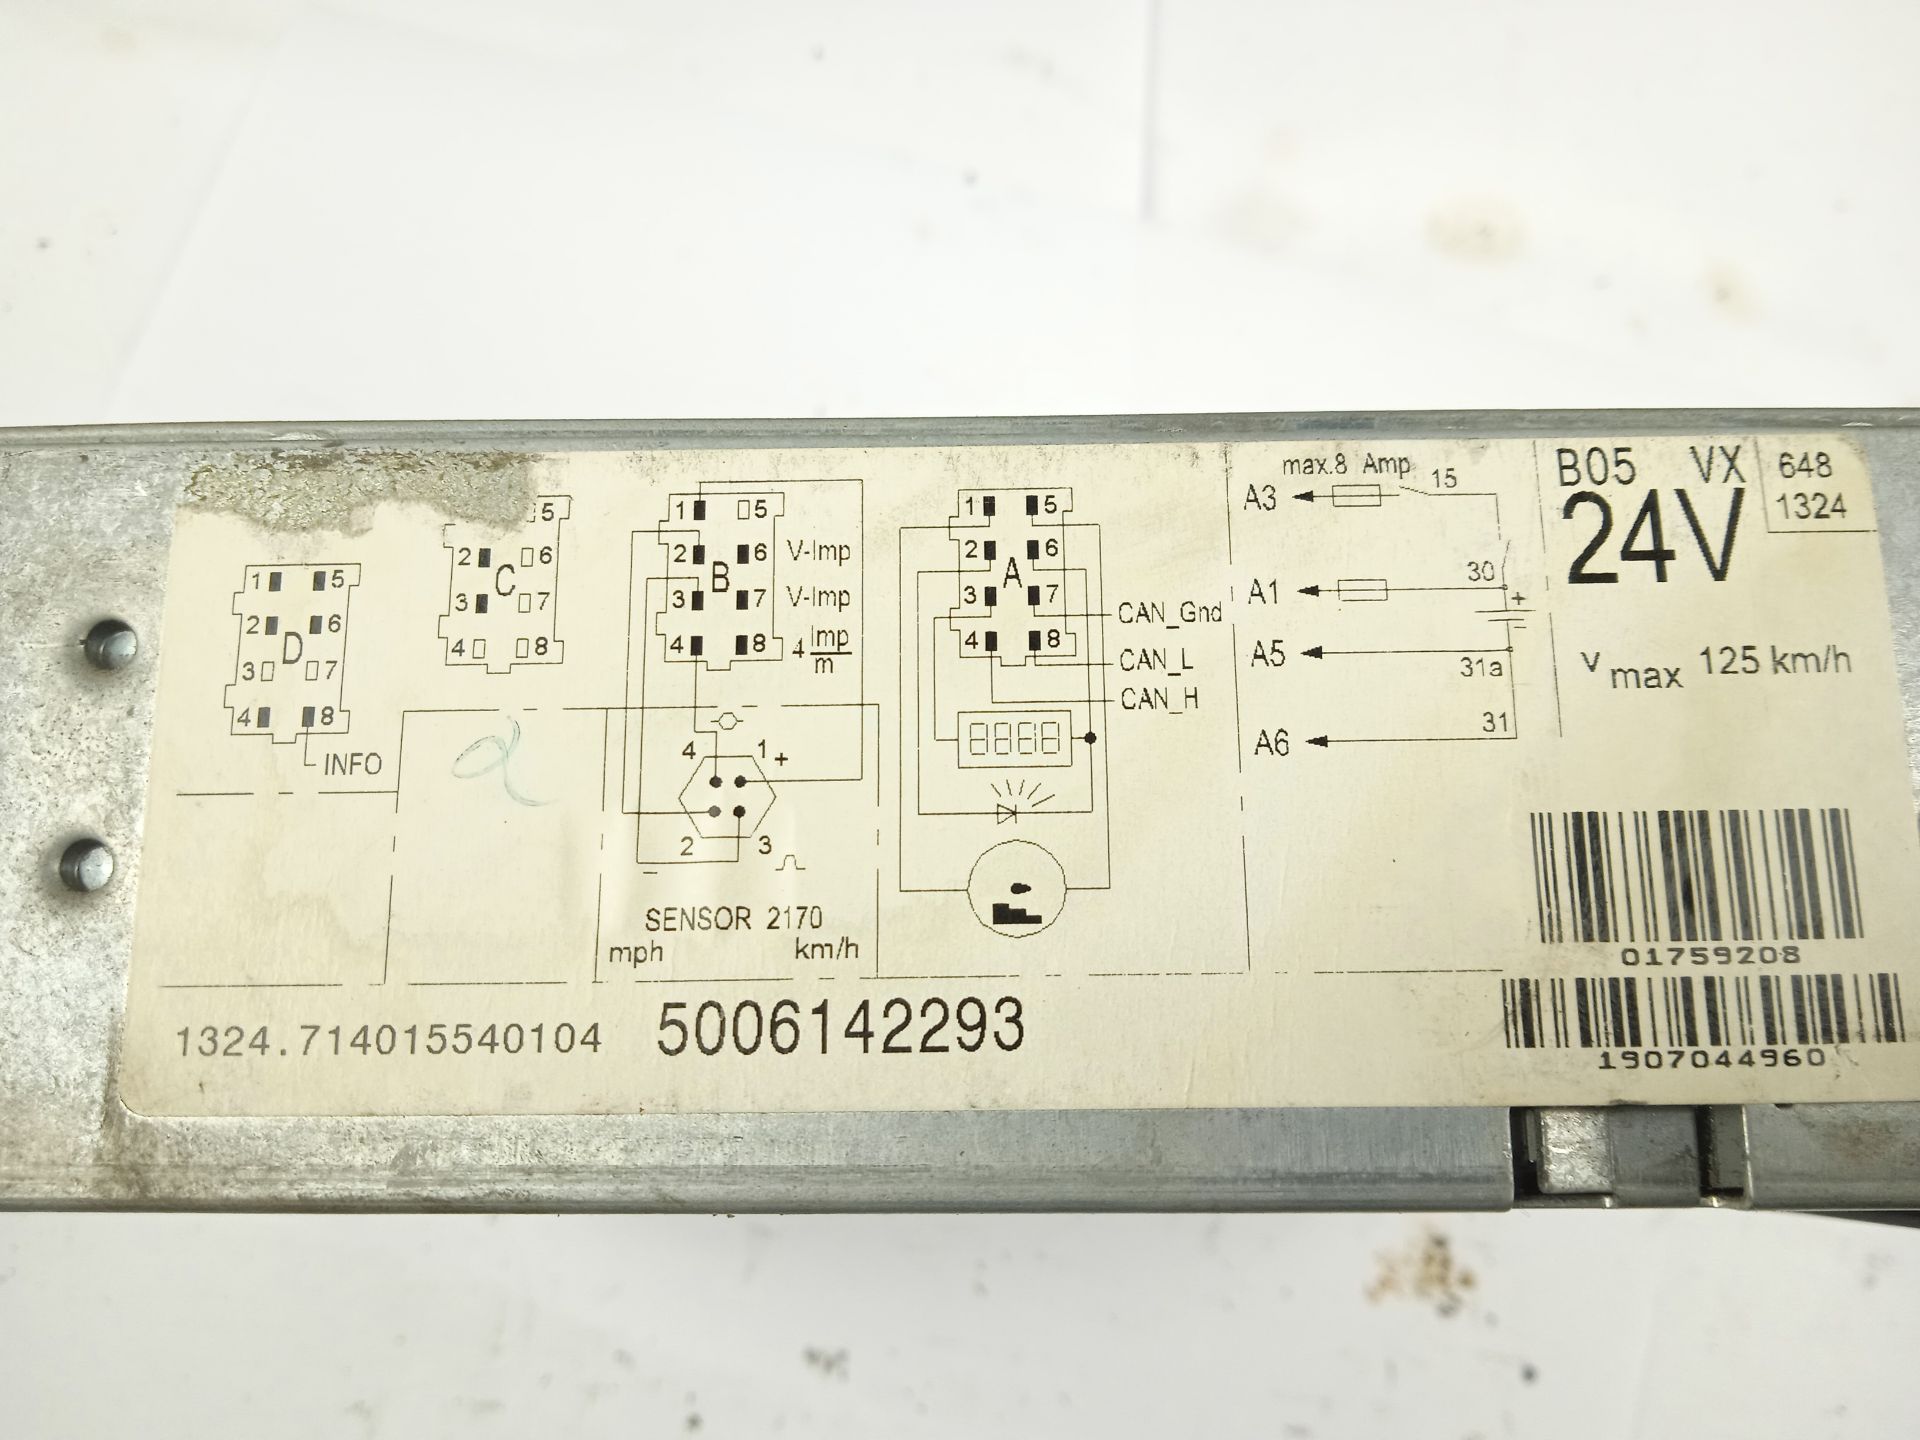 1 5
2 6
D
3 7
4 8
INFO
5
2 6
C
3 7
4 8
1 5
2 6 V-Imp
B
3 7 V-Imp
4 8 4 Imp/m
4 1 +
2 3
-
SENSOR 2170
mph km/h
1 5
2 6
A
3 7
4 8
CAN_Gnd
CAN_L
CAN_H
8888
max.8 Amp
A3 15
A1 30
+
-
A5 31a
A6 31
B05 VX 648
24V 1324
v max 125 km/h
01759208
1907044960
1324.714015540104 5006142293